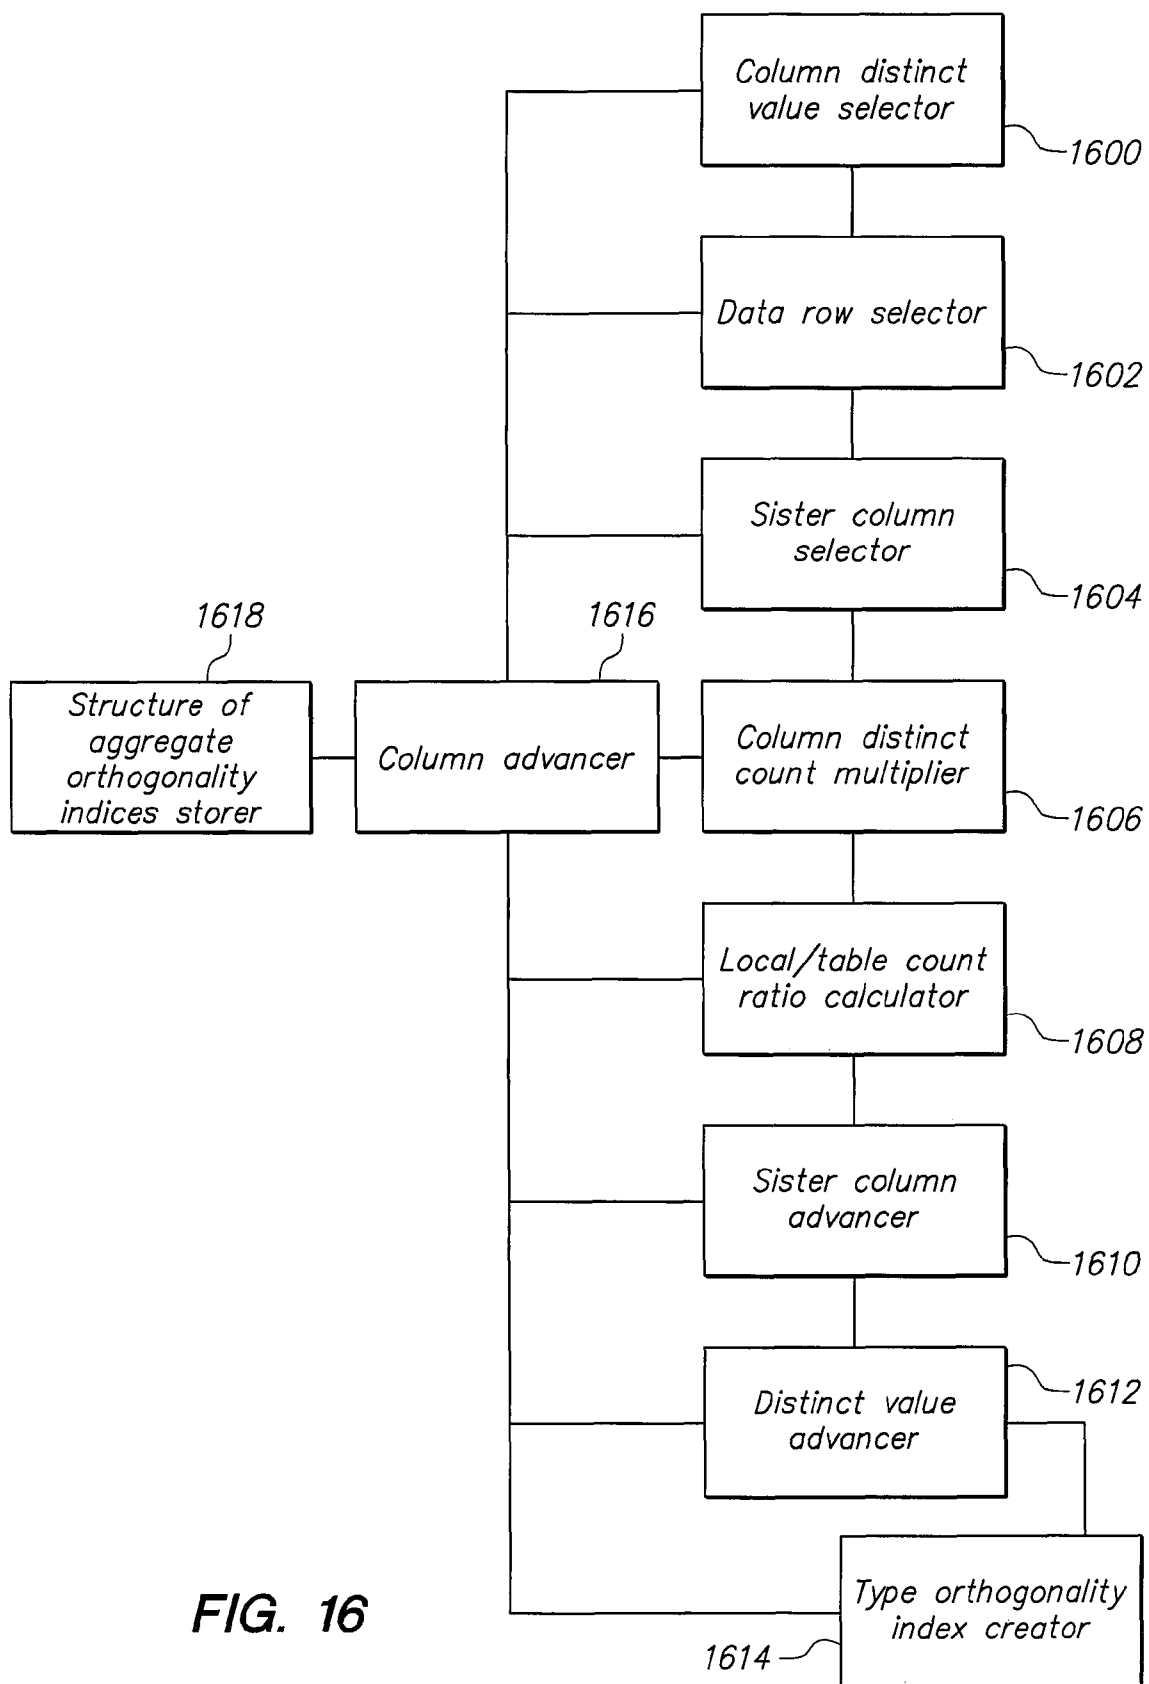 Column distinct
value selector
1600
Data row selector
1602
Sister column
selector
1604
1618
1616
Structure of
aggregate
orthogonality
indices storer
Column advancer
Column distinct
count multiplier
1606
Local/table count
ratio calculator
1608
Sister column
advancer
1610
Distinct value
advancer
1612
Type orthogonality
index creator
1614
FIG. 16